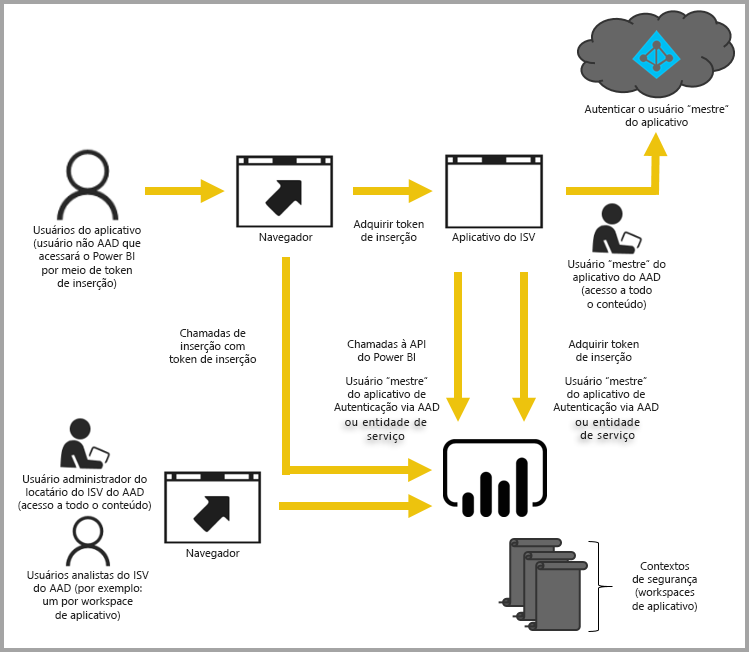 Autenticar o usuário “mestre”
do aplicativo
Usuários do aplicativo
(usuário não AAD que
acessará o Power BI
por meio de token
de inserção)
Navegador
Adquirir token
de inserção
Aplicativo do ISV
Usuário “mestre” do
aplicativo do AAD
(acesso a todo
o conteúdo)
Chamadas de
inserção com
token de inserção
Chamadas à API
do Power BI
Usuário “mestre”
do aplicativo de
Autenticação via AAD
ou entidade de
serviço
Adquirir token
de inserção
Usuário “mestre”
do aplicativo de
Autenticação via AAD
ou entidade
de serviço
Usuário administrador do
locatário do ISV do AAD
(acesso a todo o conteúdo)
Navegador
Usuários analistas do ISV
do AAD (por exemplo:
um por workspace
de aplicativo)
Contextos
de segurança
(workspaces
de aplicativo)